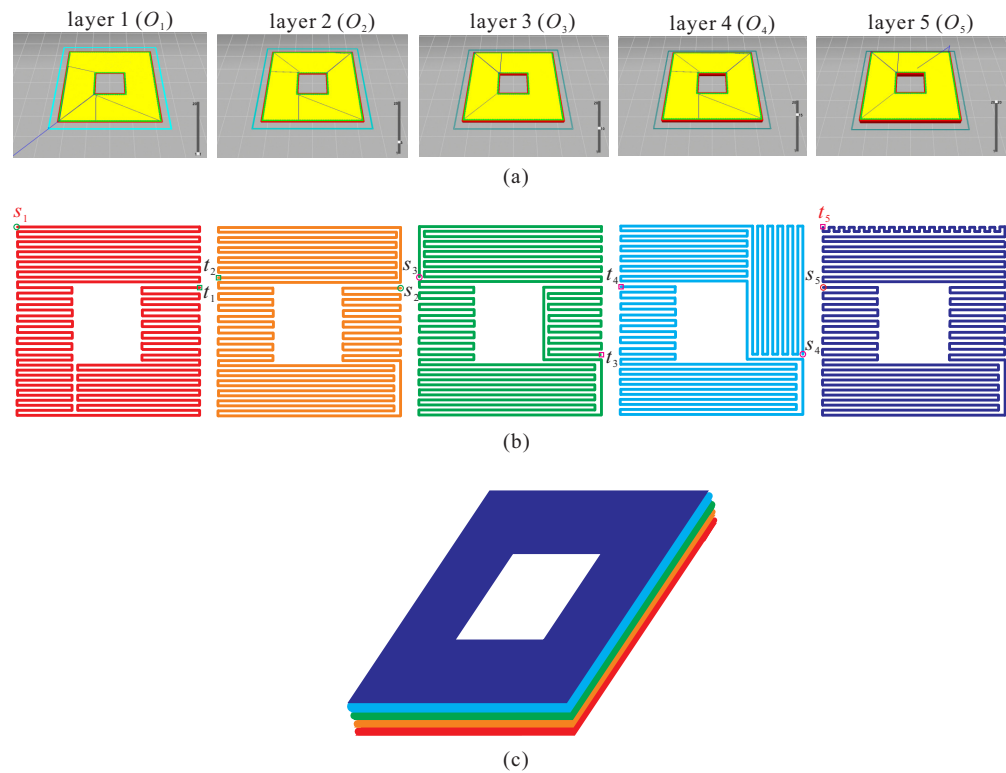 layer 1 (O₁) layer 2 (O₂) layer 3 (O₃) layer 4 (O₄) layer 5 (O₅)
(a)
s₁ t₅
t₂ s₃ t₄ s₅
t₁ s₂
t₃ s₄
(b)
(c)